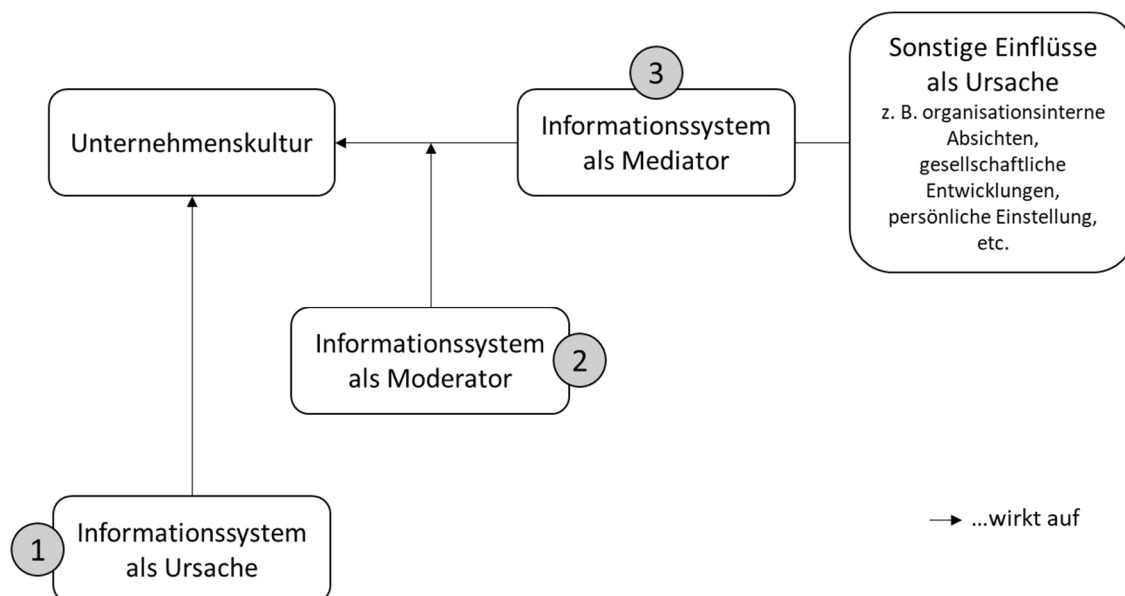 Unternehmenskultur
3
Informationssystem
als Mediator
Sonstige Einflüsse
als Ursache
z. B. organisationsinterne
Absichten,
gesellschaftliche
Entwicklungen,
persönliche Einstellung,
etc.
Informationssystem
als Moderator
2
1
Informationssystem
als Ursache
...wirkt auf